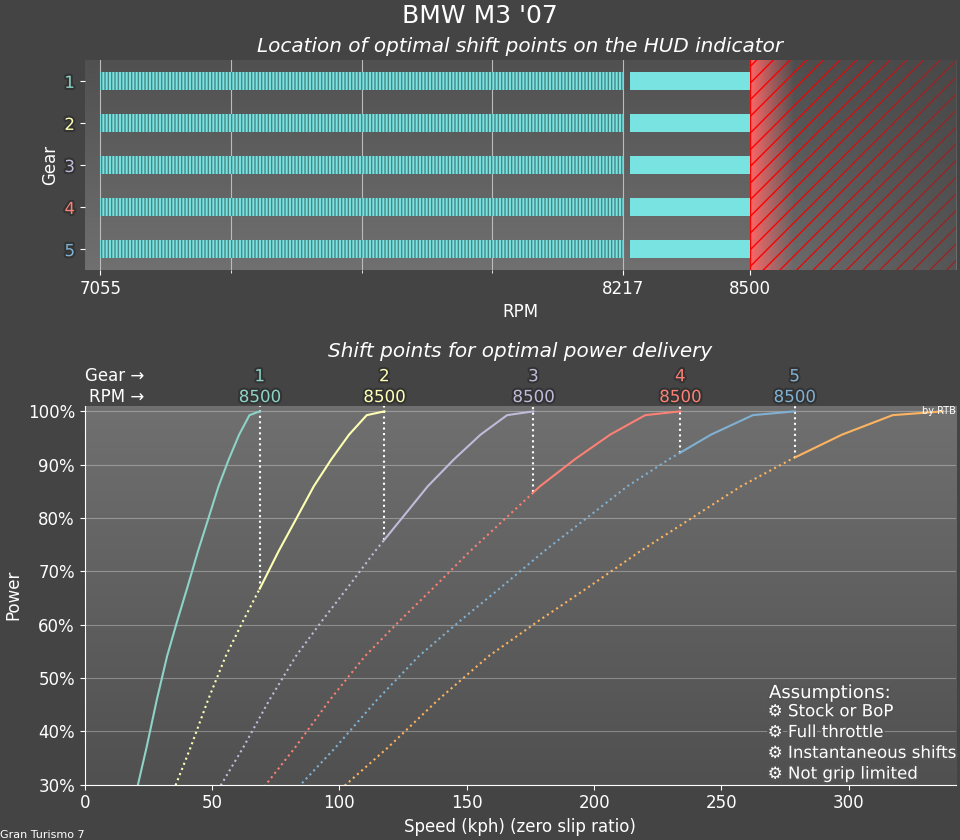 BMW M3 '07
Location of optimal shift points on the HUD indicator
Gear
1
2
3
4
5
7055 8217 8500
RPM
Shift points for optimal power delivery
Gear → 1 2 3 4 5
RPM → 8500 8500 8500 8500 8500
by RTB
Power
100%
90%
80%
70%
60%
50%
40%
30%
Assumptions:
⚙ Stock or BoP
⚙ Full throttle
⚙ Instantaneous shifts
⚙ Not grip limited
0 50 100 150 200 250 300
Speed (kph) (zero slip ratio)
Gran Turismo 7